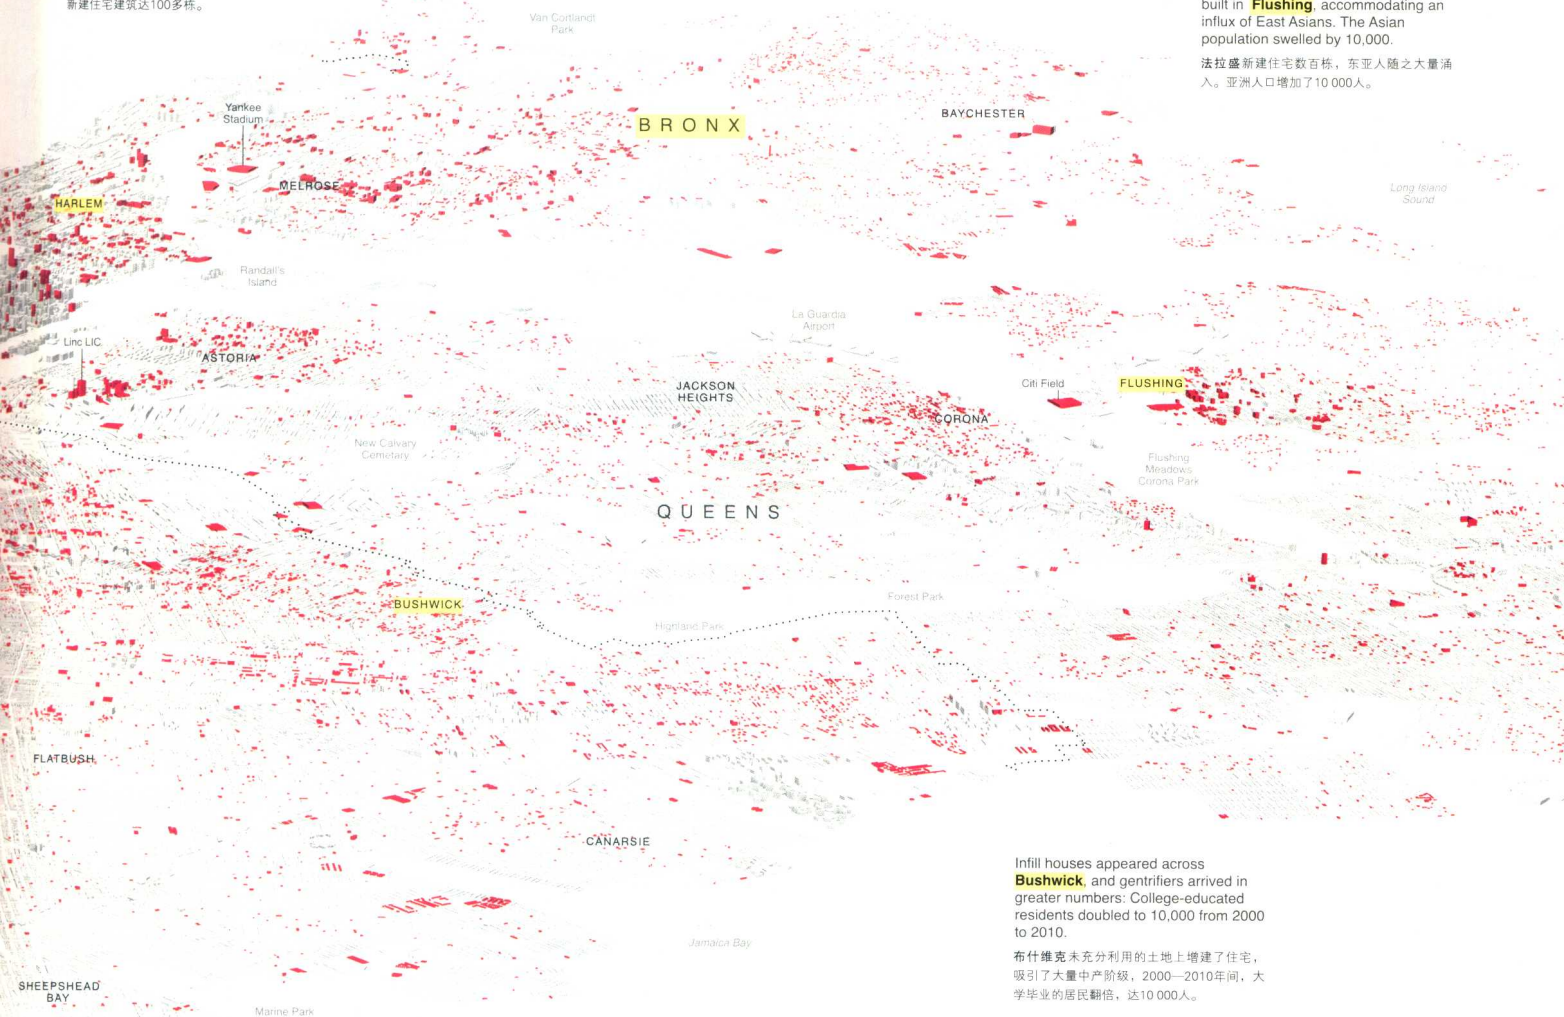 新建住宅建筑达100多栋。
built in Flushing, accommodating an
influx of East Asians. The Asian
population swelled by 10,000.
法拉盛新建住宅数百栋，东亚人随之大量涌
入。亚洲人口增加了10 000人。
Van Cortlandt
Park
Yankee
Stadium
BRONX
BAYCHESTER
MELROSE
HARLEM
Long Island
Sound
Randall's
Island
La Guardia
Airport
Linc LIC
ASTORIA
JACKSON
HEIGHTS
Citi Field
FLUSHING
CORONA
New Calvary
Cemetary
Flushing
Meadows
Corona Park
QUEENS
BUSHWICK
Forest Park
Highland Park
FLATBUSH
CANARSIE
Infill houses appeared across
Bushwick, and gentrifiers arrived in
greater numbers: College-educated
residents doubled to 10,000 from 2000
to 2010.
布什维克未充分利用的土地上增建了住宅，
吸引了大量中产阶级，2000—2010年间，大
学毕业的居民翻倍，达10 000人。
Jamaica Bay
SHEEPSHEAD
BAY
Marine Park